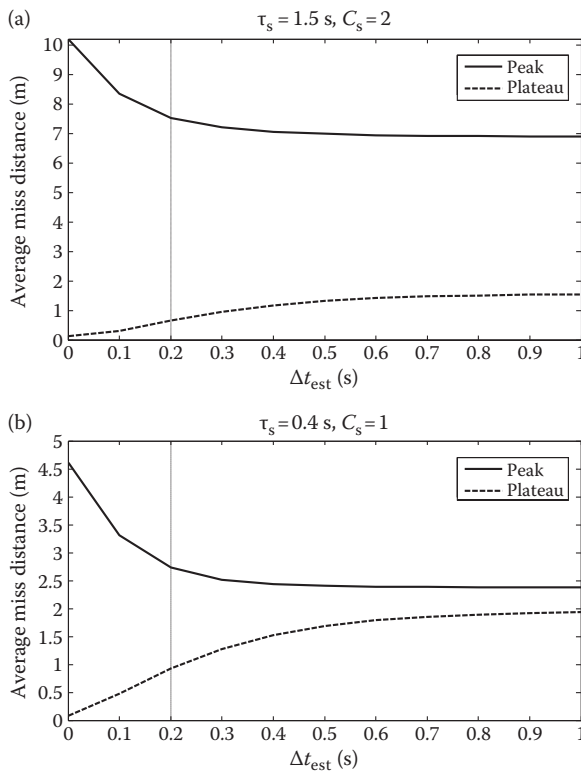 (a)
τs = 1.5 s, Cs = 2
10
9
8
7
6
5
4
3
2
1
0
Average miss distance (m)
Peak
Plateau
0 0.1 0.2 0.3 0.4 0.5 0.6 0.7 0.8 0.9 1
Δtest (s)
(b)
τs = 0.4 s, Cs = 1
5
4.5
4
3.5
3
2.5
2
1.5
1
0.5
0
Average miss distance (m)
Peak
Plateau
0 0.1 0.2 0.3 0.4 0.5 0.6 0.7 0.8 0.9 1
Δtest (s)